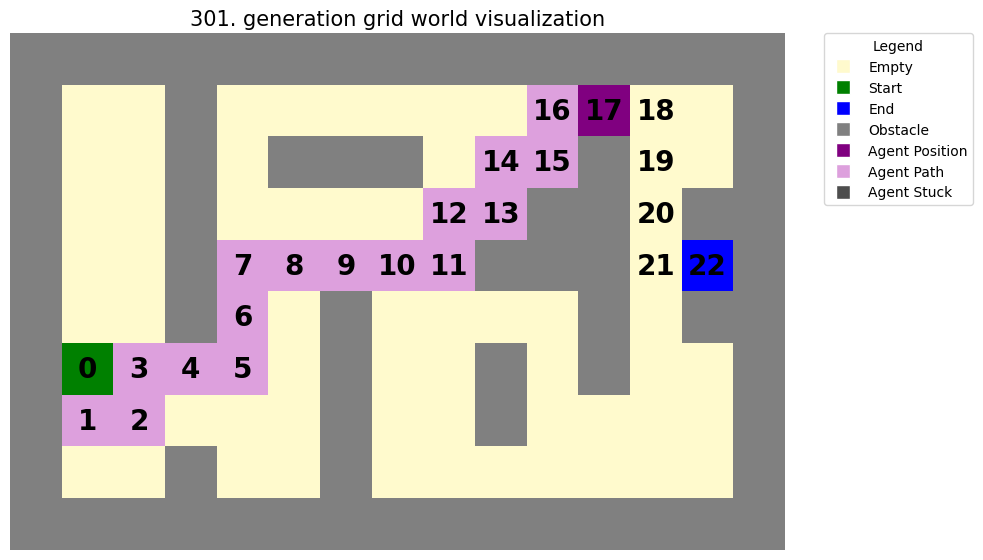 301. generation grid world visualization
Legend
Empty
Start
End
Obstacle
Agent Position
Agent Path
Agent Stuck
16 17 18
14 15 19
12 13 20
7 8 9 10 11 21 22
6
0 3 4 5
1 2